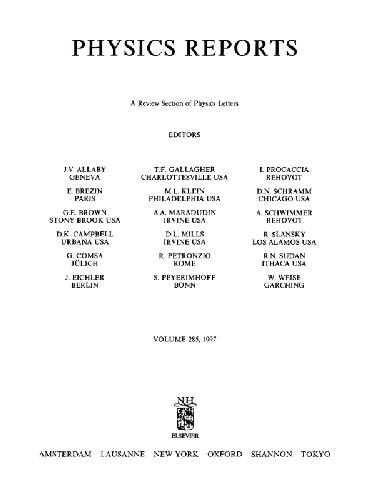 PHYSICS REPORTS
A Review Section of Physics Letters
EDITORS
J.V. ALLABY
GENEVA
T.F. GALLAGHER
CHARLOTTESVILLE USA
I. PROCACCIA
REHOVOT
E. BREZIN
PARIS
M.L. KLEIN
PHILADELPHIA USA
D.N. SCHRAMM
CHICAGO USA
G.E. BROWN
STONY BROOK USA
A.A. MARADUDIN
IRVINE USA
A. SCHWIMMER
REHOVOT
D.K. CAMPBELL
URBANA USA
D.L. MILLS
IRVINE USA
R. SLANSKY
LOS ALAMOS USA
G. COMSA
JÜLICH
R. PETRONZIO
ROME
R.N. SUDAN
ITHACA USA
J. EICHLER
BERLIN
S. PEYERIMHOFF
BONN
W. WEISE
GARCHING
VOLUME 285, 1997
NH
ELSEVIER
AMSTERDAM LAUSANNE NEW YORK OXFORD SHANNON TOKYO